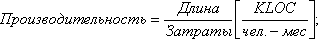 Производительность = Длина / Затраты [ KLOC / чел. – мес ];